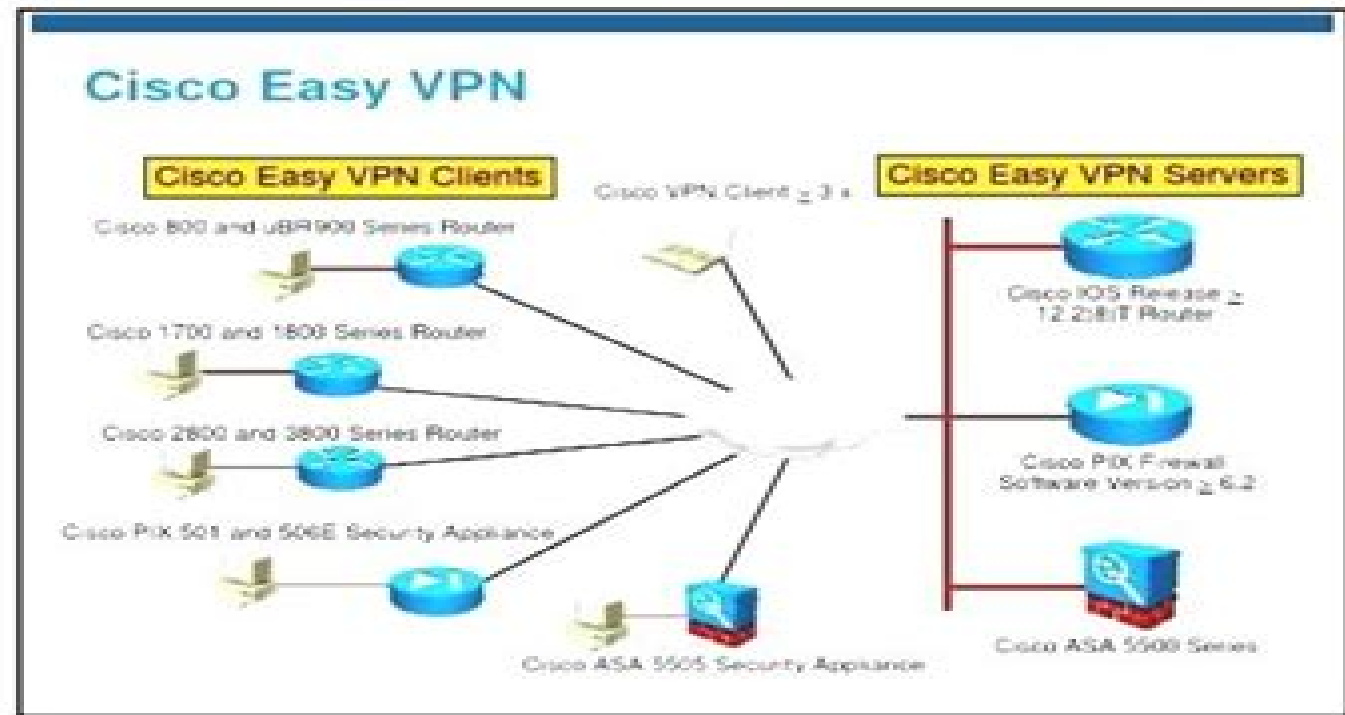 Cisco Easy VPN
Cisco Easy VPN Clients
Cisco VPN Client ≥ 3.x
Cisco Easy VPN Servers
Cisco 800 and uBR900 Series Router
Cisco 1700 and 1800 Series Router
Cisco 2800 and 3800 Series Router
Cisco PIX 501 and 506E Security Appliance
Cisco ASA 5505 Security Appliance
Cisco IOS Release ≥
12.2(8)T Router
Cisco PIX Firewall
Software Version ≥ 6.2
Cisco ASA 5500 Series